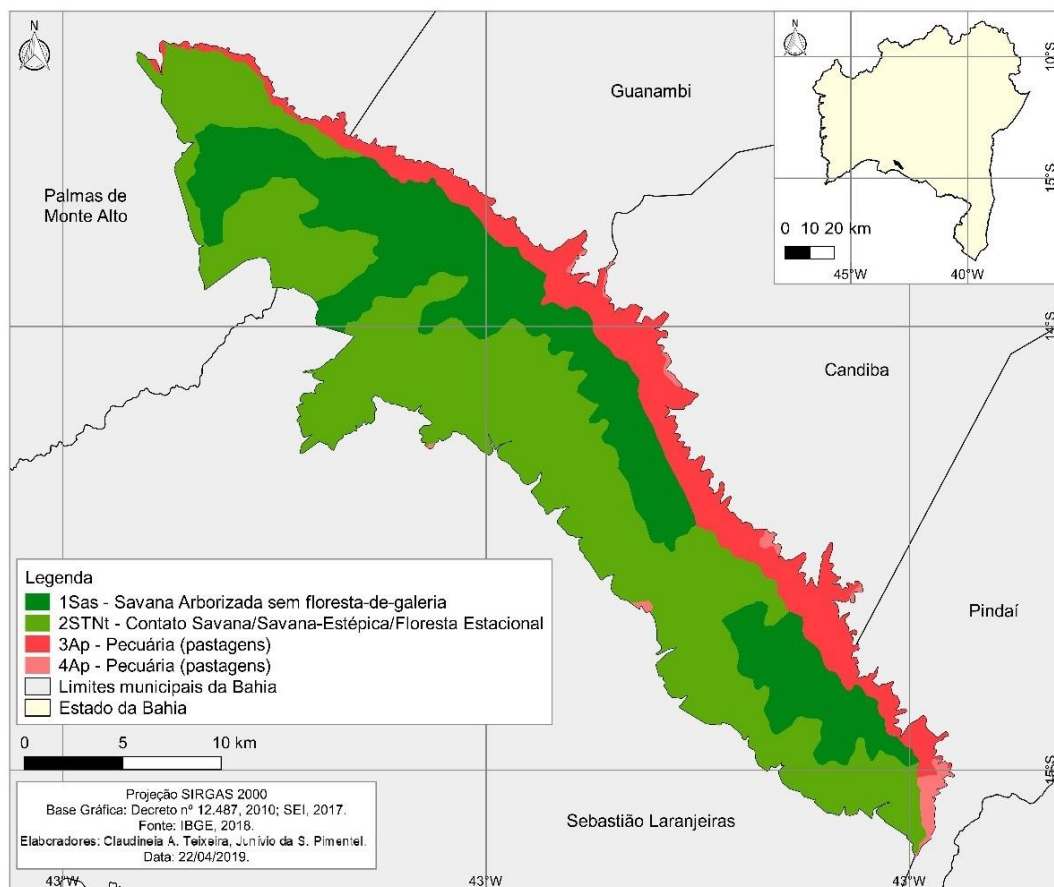 N
N
10°S
15°S
0 10 20 km
45°W
40°W
Guanambi
Palmas de
Monte Alto
14°S
Candiba
Pindaí
Legenda
1Sas - Savana Arborizada sem floresta-de-galeria
2STNt - Contato Savana/Savana-Estépica/Floresta Estacional
3Ap - Pecuária (pastagens)
4Ap - Pecuária (pastagens)
Limites municipais da Bahia
Estado da Bahia
0 5 10 km
15°S
Projeção SIRGAS 2000
Base Gráfica: Decreto nº 12.487, 2010; SEI, 2017.
Fonte: IBGE, 2018.
Elaboradores: Claudineia A. Teixeira, Junívio da S. Pimentel.
Data: 22/04/2019.
Sebastião Laranjeiras
43°W
43°W
43°W